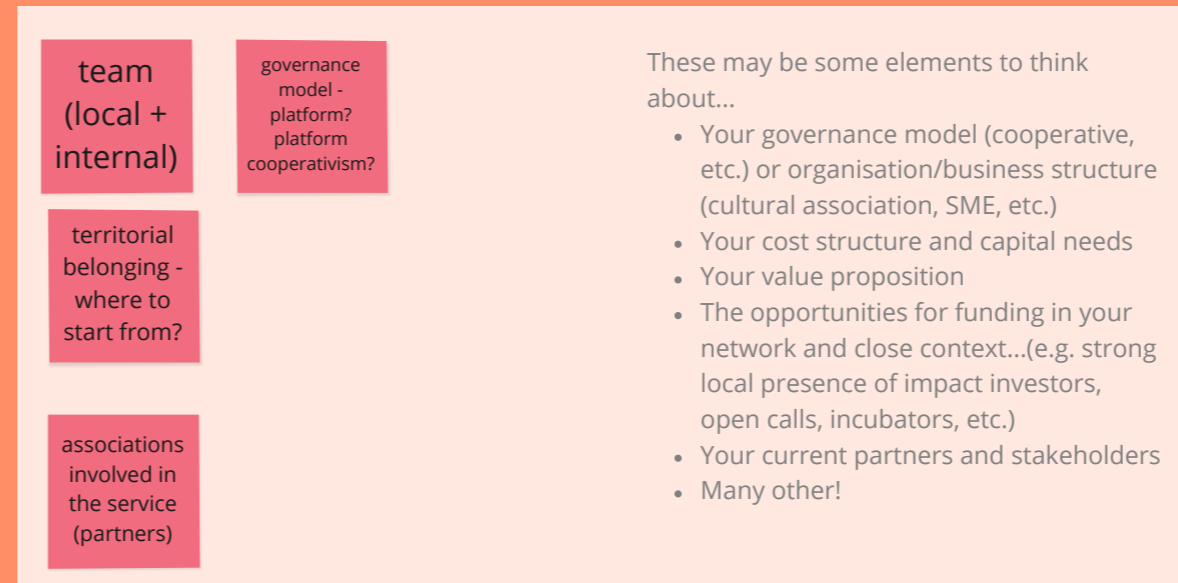 team
(local +
internal)
governance
model -
platform?
platform
cooperativism?
territorial
belonging -
where to
start from?
associations
involved in
the service
(partners)
These may be some elements to think
about...
• Your governance model (cooperative,
etc.) or organisation/business structure
(cultural association, SME, etc.)
• Your cost structure and capital needs
• Your value proposition
• The opportunities for funding in your
network and close context...(e.g. strong
local presence of impact investors,
open calls, incubators, etc.)
• Your current partners and stakeholders
• Many other!